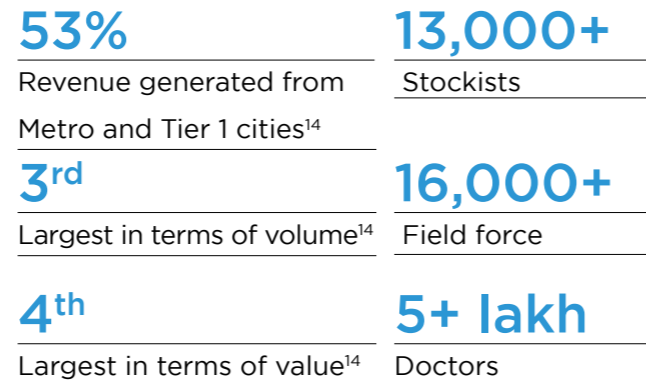 53%
Revenue generated from
Metro and Tier 1 cities¹⁴
3ʳᵈ
Largest in terms of volume¹⁴
4ᵗʰ
Largest in terms of value¹⁴
13,000+
Stockists
16,000+
Field force
5+ lakh
Doctors